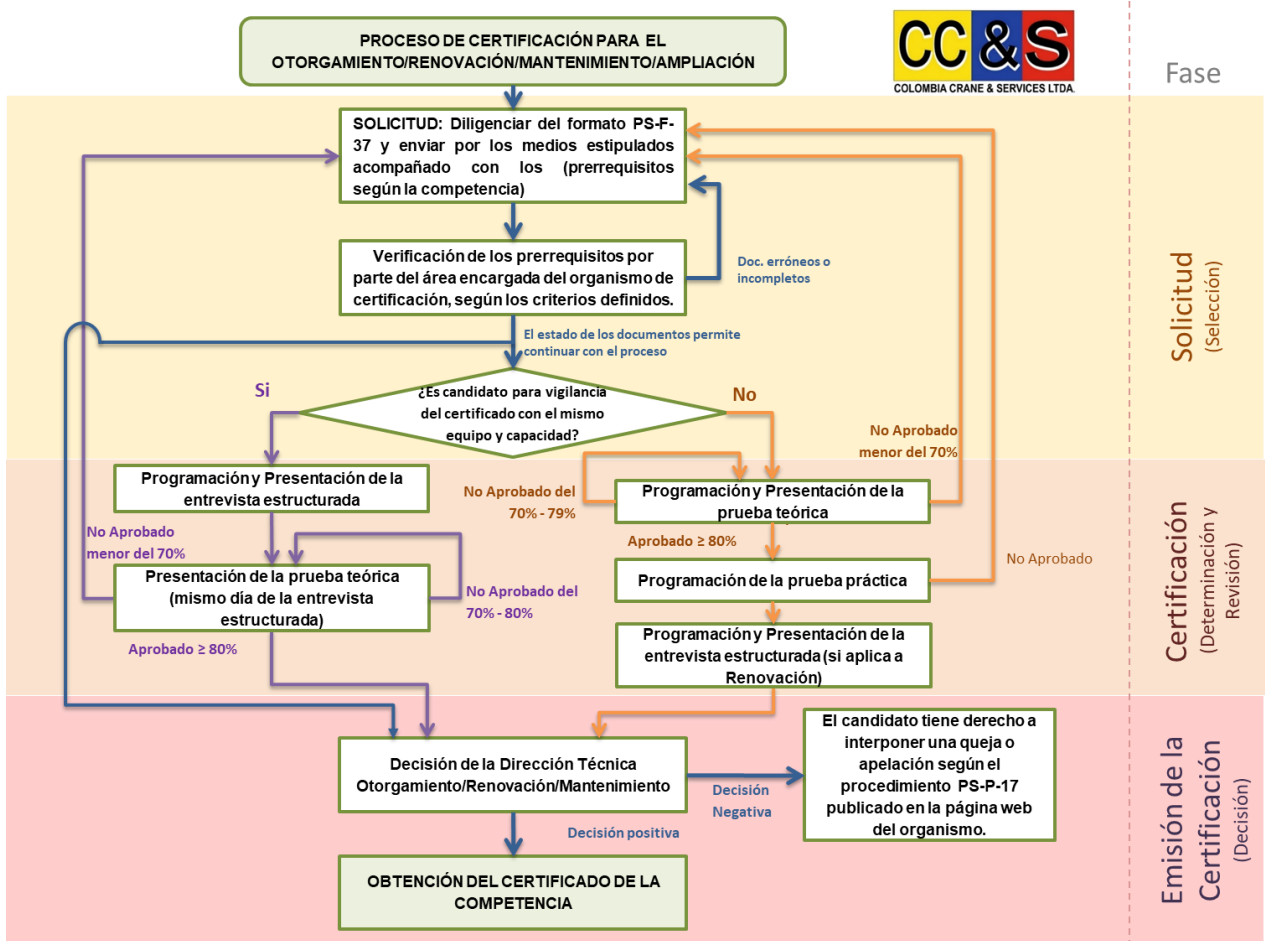 PROCESO DE CERTIFICACIÓN PARA EL
OTORGAMIENTO/RENOVACIÓN/MANTENIMIENTO/AMPLIACIÓN
CC&S
COLOMBIA CRANE & SERVICES LTDA.
Fase
SOLICITUD: Diligenciar del formato PS-F-
37 y enviar por los medios estipulados
acompañado con los (prerrequisitos
según la competencia)
Verificación de los prerrequisitos por
parte del área encargada del organismo de
certificación, según los criterios definidos.
Doc. erróneos o
incompletos
El estado de los documentos permite
continuar con el proceso
Solicitud
(Selección)
¿Es candidato para vigilancia
del certificado con el mismo
equipo y capacidad?
Si
No
No Aprobado
menor del 70%
Programación y Presentación de la
entrevista estructurada
No Aprobado
menor del 70%
Presentación de la prueba teórica
(mismo día de la entrevista
estructurada)
No Aprobado del
70% - 80%
Aprobado ≥ 80%
No Aprobado del
70% - 79%
Programación y Presentación de la
prueba teórica
Aprobado ≥ 80%
Programación de la prueba práctica
No Aprobado
Programación y Presentación de la
entrevista estructurada (si aplica a
Renovación)
Certificación
(Determinación y
Revisión)
Decisión de la Dirección Técnica
Otorgamiento/Renovación/Mantenimiento
Decisión
Negativa
El candidato tiene derecho a
interponer una queja o
apelación según el
procedimiento PS-P-17
publicado en la página web
del organismo.
Decisión positiva
OBTENCIÓN DEL CERTIFICADO DE LA
COMPETENCIA
Emisión de la
Certificación
(Decisión)